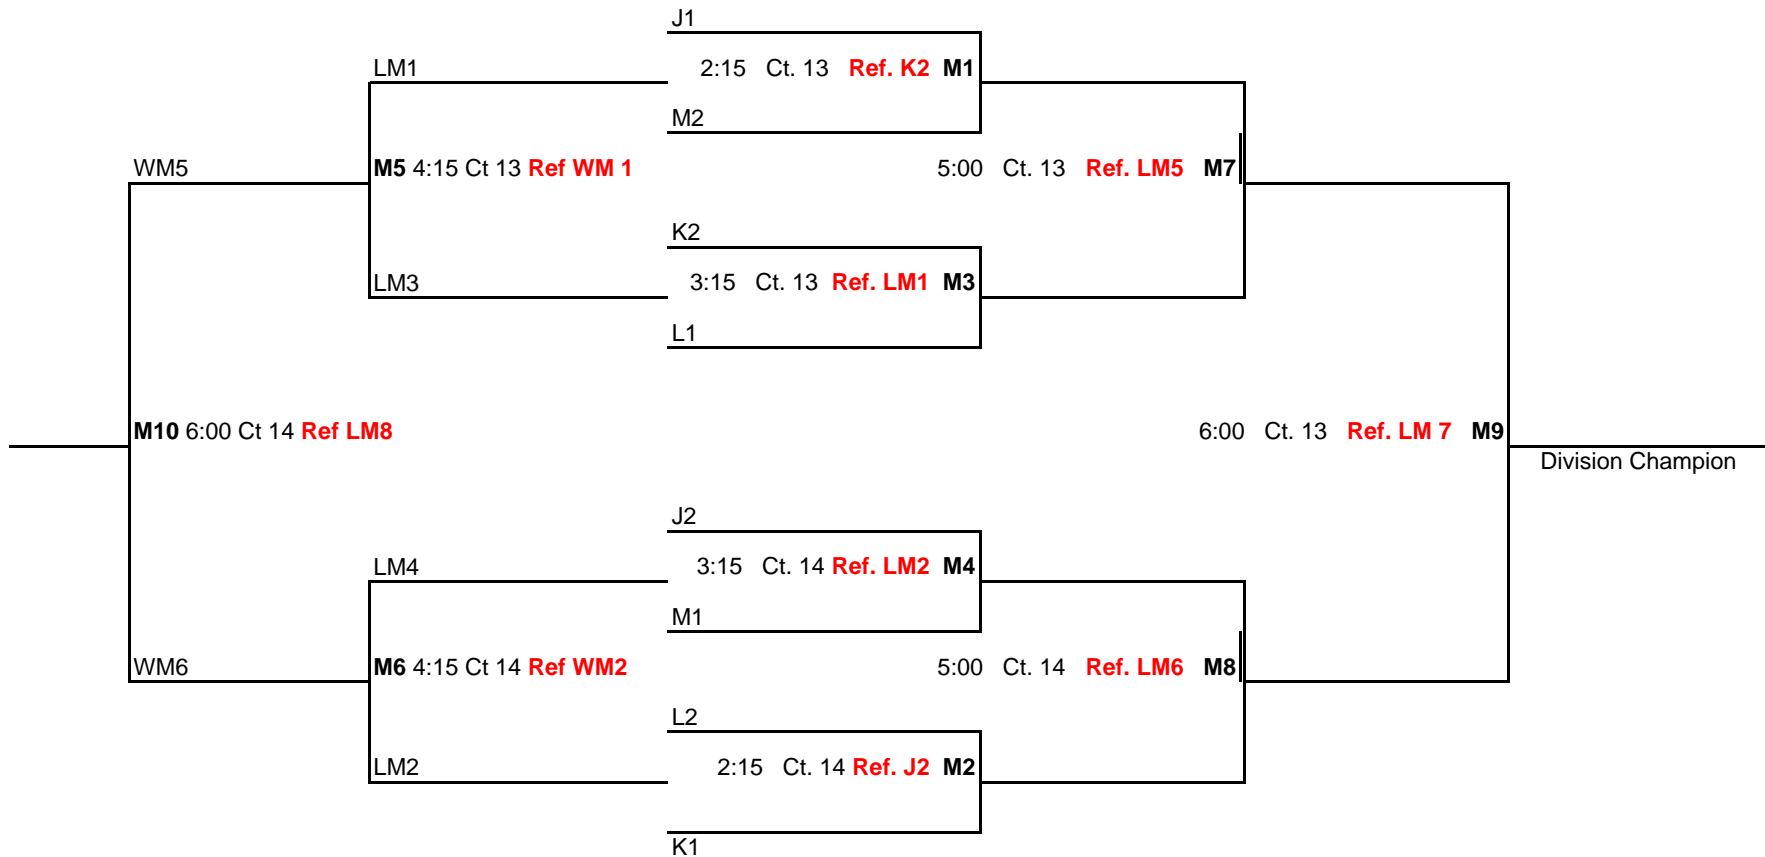 J1
LM1
2:15 Ct. 13 Ref. K2 M1
M2
WM5
M5 4:15 Ct 13 Ref WM 1
5:00 Ct. 13 Ref. LM5 M7
K2
LM3
3:15 Ct. 13 Ref. LM1 M3
L1
M10 6:00 Ct 14 Ref LM8
6:00 Ct. 13 Ref. LM 7 M9
Division Champion
J2
LM4
3:15 Ct. 14 Ref. LM2 M4
M1
WM6
M6 4:15 Ct 14 Ref WM2
5:00 Ct. 14 Ref. LM6 M8
L2
LM2
2:15 Ct. 14 Ref. J2 M2
K1